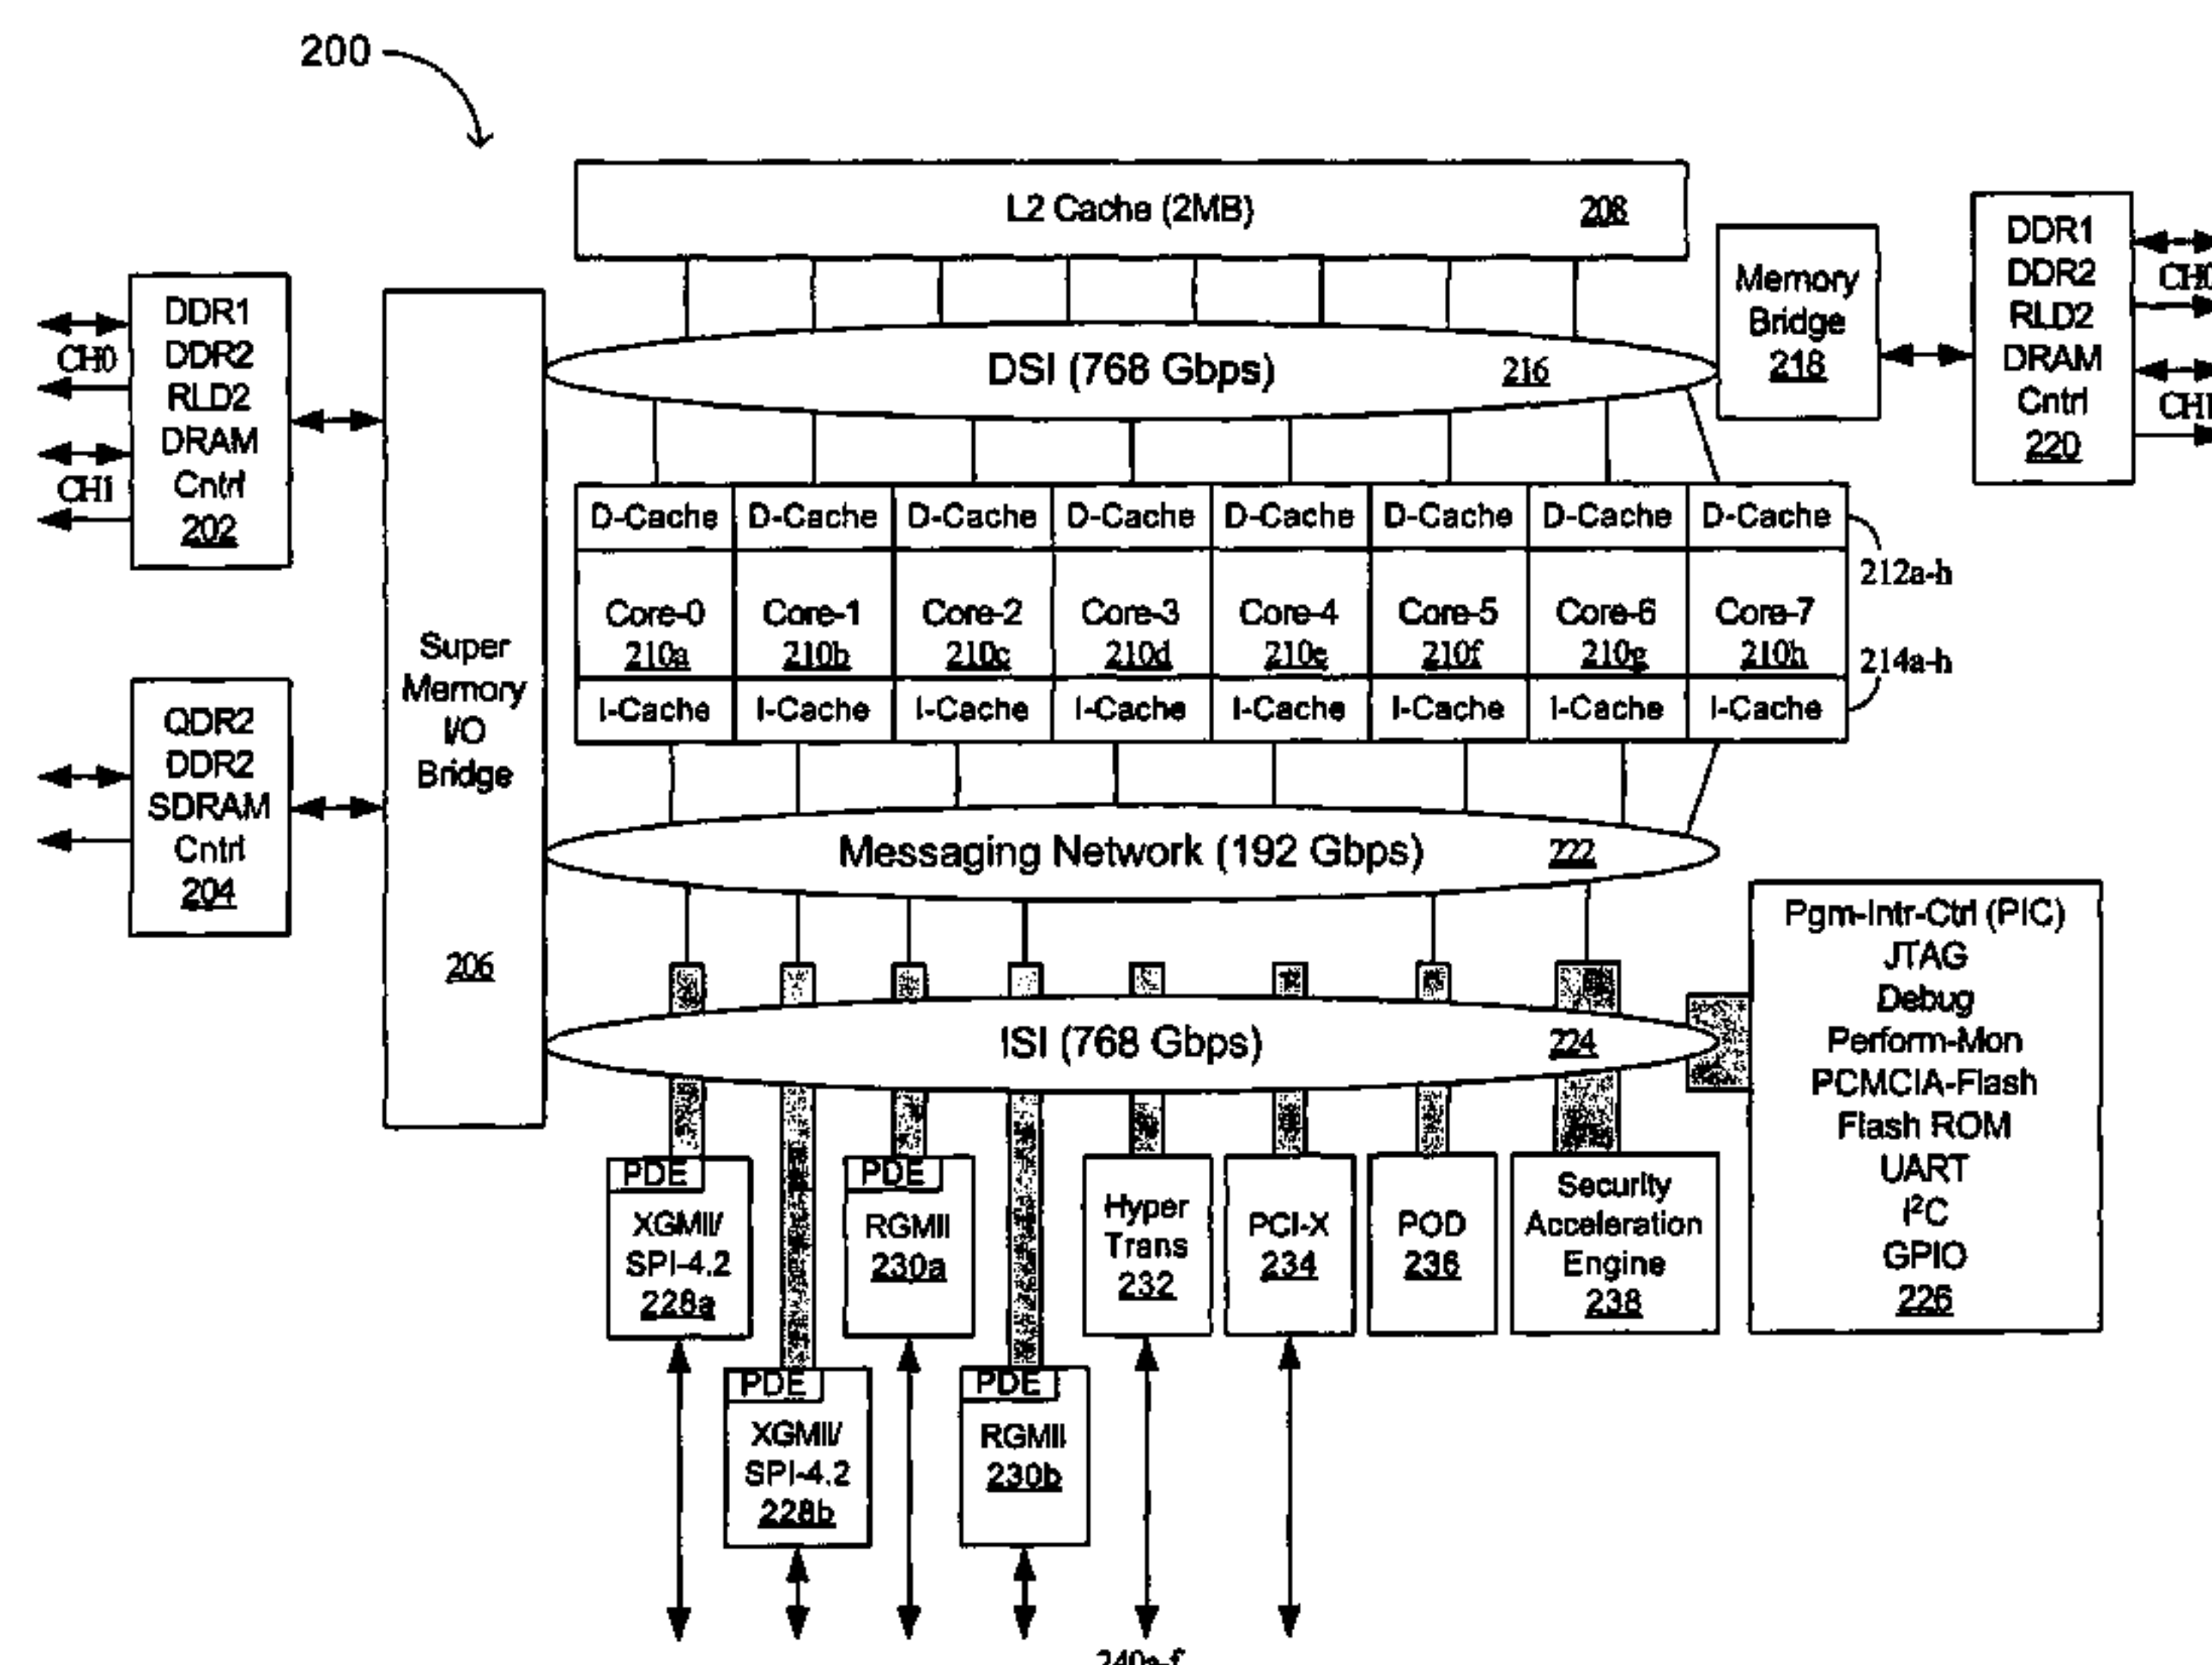 200
L2 Cache (2MB) 208
DDR1
DDR2
RLD2
DRAM
Cntrl
202
CH0
CH1
QDR2
DDR2
SDRAM
Cntrl
204
Super
Memory
I/O
Bridge
206
DSI (768 Gbps) 216
Memory
Bridge
218
DDR1
DDR2
RLD2
DRAM
Cntrl
220
D-Cache D-Cache D-Cache D-Cache D-Cache D-Cache D-Cache D-Cache
212a-h
Core-0 Core-1 Core-2 Core-3 Core-4 Core-5 Core-6 Core-7
210a 210b 210c 210d 210e 210f 210g 210h
214a-h
I-Cache I-Cache I-Cache I-Cache I-Cache I-Cache I-Cache I-Cache
Messaging Network (192 Gbps) 222
ISI (768 Gbps) 224
Pgm-Intr-Ctrl (PIC)
JTAG
Debug
Perform-Mon
PCMCIA-Flash
Flash ROM
UART
I²C
GPIO
226
PDE
XGMII/
SPI-4.2
228a
PDE
XGMII/
SPI-4.2
228b
PDE
RGMII
230a
PDE
RGMII
230b
Hyper
Trans
232
PCI-X
234
POD
236
Security
Acceleration
Engine
238